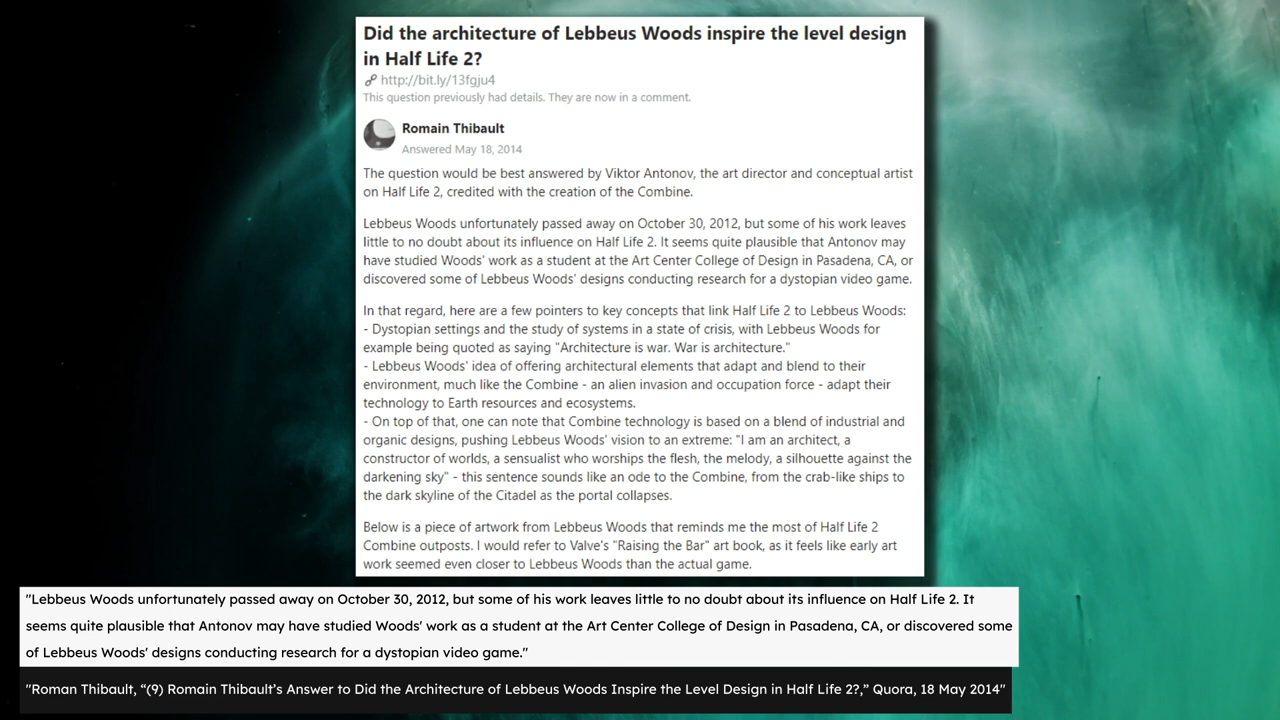 Did the architecture of Lebbeus Woods inspire the level design
in Half Life 2?
http://bit.ly/13fgju4
This question previously had details. They are now in a comment.
Romain Thibault
Answered May 18, 2014
The question would be best answered by Viktor Antonov, the art director and conceptual artist
on Half Life 2, credited with the creation of the Combine.
Lebbeus Woods unfortunately passed away on October 30, 2012, but some of his work leaves
little to no doubt about its influence on Half Life 2. It seems quite plausible that Antonov may
have studied Woods' work as a student at the Art Center College of Design in Pasadena, CA, or
discovered some of Lebbeus Woods' designs conducting research for a dystopian video game.
In that regard, here are a few pointers to key concepts that link Half Life 2 to Lebbeus Woods:
- Dystopian settings and the study of systems in a state of crisis, with Lebbeus Woods for
example being quoted as saying "Architecture is war. War is architecture."
- Lebbeus Woods' idea of offering architectural elements that adapt and blend to their
environment, much like the Combine - an alien invasion and occupation force - adapt their
technology to Earth resources and ecosystems.
- On top of that, one can note that Combine technology is based on a blend of industrial and
organic designs, pushing Lebbeus Woods' vision to an extreme: "I am an architect, a
constructor of worlds, a sensualist who worships the flesh, the melody, a silhouette against the
darkening sky" - this sentence sounds like an ode to the Combine, from the crab-like ships to
the dark skyline of the Citadel as the portal collapses.
Below is a piece of artwork from Lebbeus Woods that reminds me the most of Half Life 2
Combine outposts. I would refer to Valve's "Raising the Bar" art book, as it feels like early art
work seemed even closer to Lebbeus Woods than the actual game.
"Lebbeus Woods unfortunately passed away on October 30, 2012, but some of his work leaves little to no doubt about its influence on Half Life 2. It
seems quite plausible that Antonov may have studied Woods' work as a student at the Art Center College of Design in Pasadena, CA, or discovered some
of Lebbeus Woods' designs conducting research for a dystopian video game."
"Roman Thibault, “(9) Romain Thibault’s Answer to Did the Architecture of Lebbeus Woods Inspire the Level Design in Half Life 2?,” Quora, 18 May 2014"